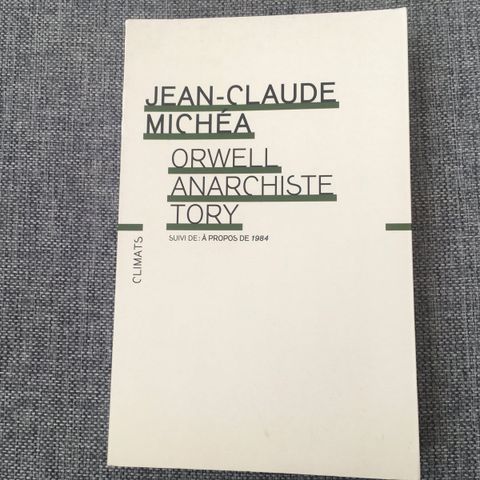 JEAN-CLAUDE
MICHÉA
ORWELL
ANARCHISTE
TORY
SUIVI DE : À PROPOS DE 1984
CLIMATS